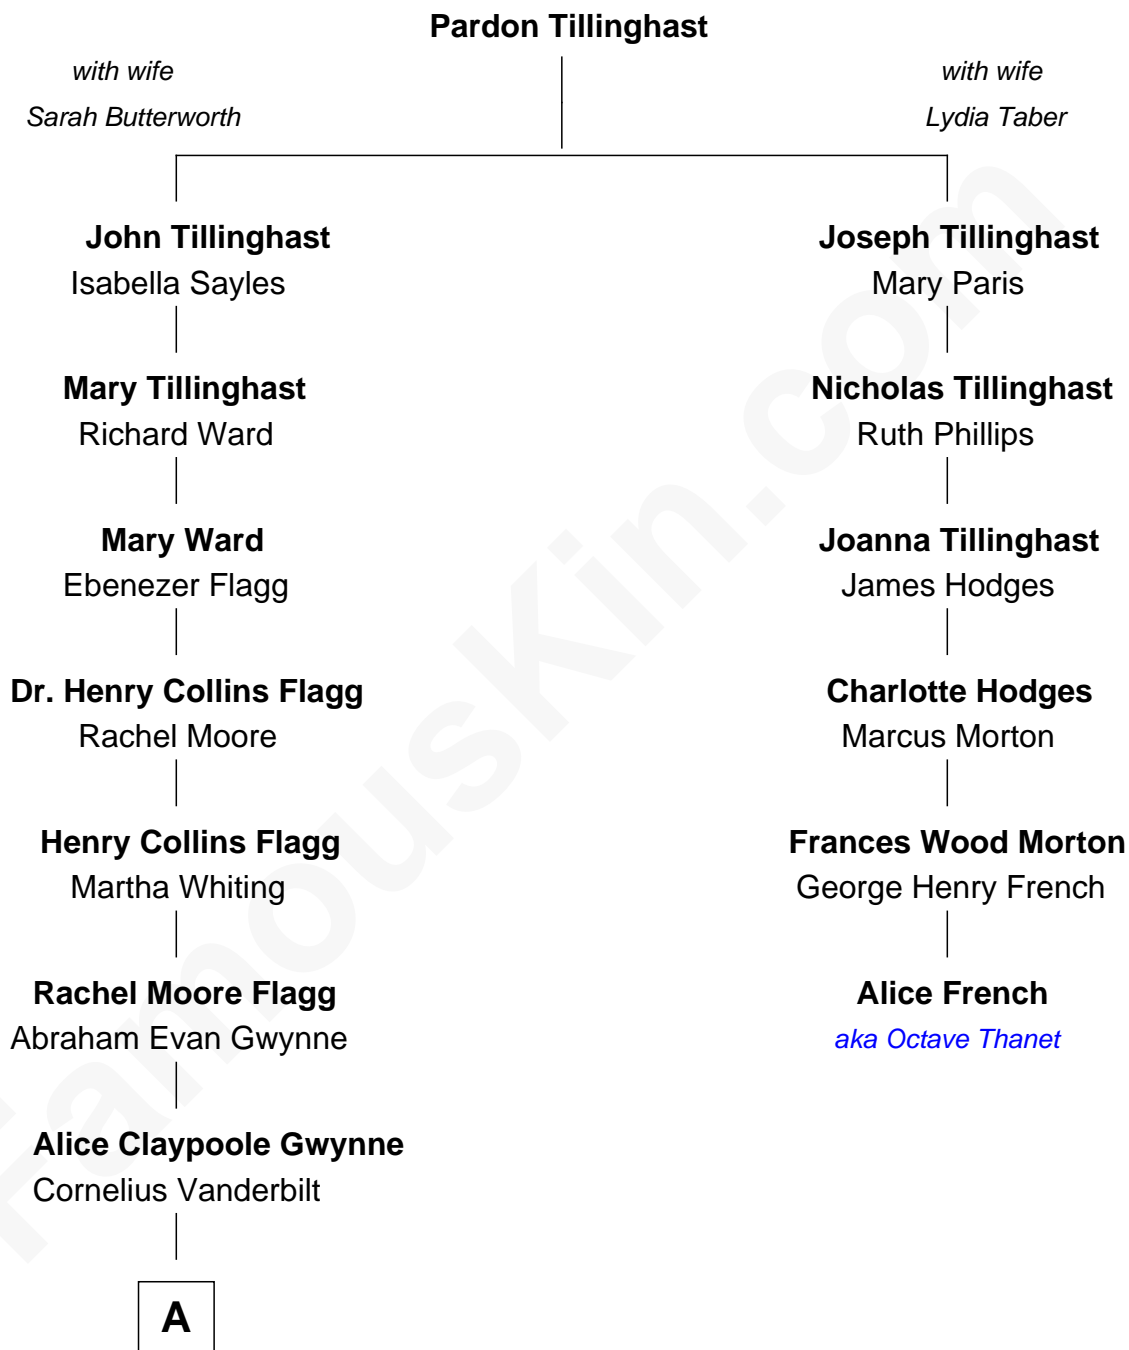 Pardon Tillinghast
with wife
Sarah Butterworth
with wife
Lydia Taber
John Tillinghast
Isabella Sayles
Joseph Tillinghast
Mary Paris
Mary Tillinghast
Richard Ward
Nicholas Tillinghast
Ruth Phillips
Mary Ward
Ebenezer Flagg
Joanna Tillinghast
James Hodges
Dr. Henry Collins Flagg
Rachel Moore
Charlotte Hodges
Marcus Morton
Henry Collins Flagg
Martha Whiting
Frances Wood Morton
George Henry French
Rachel Moore Flagg
Abraham Evan Gwynne
Alice French
aka Octave Thanet
Alice Claypoole Gwynne
Cornelius Vanderbilt
A
FamousKin.com